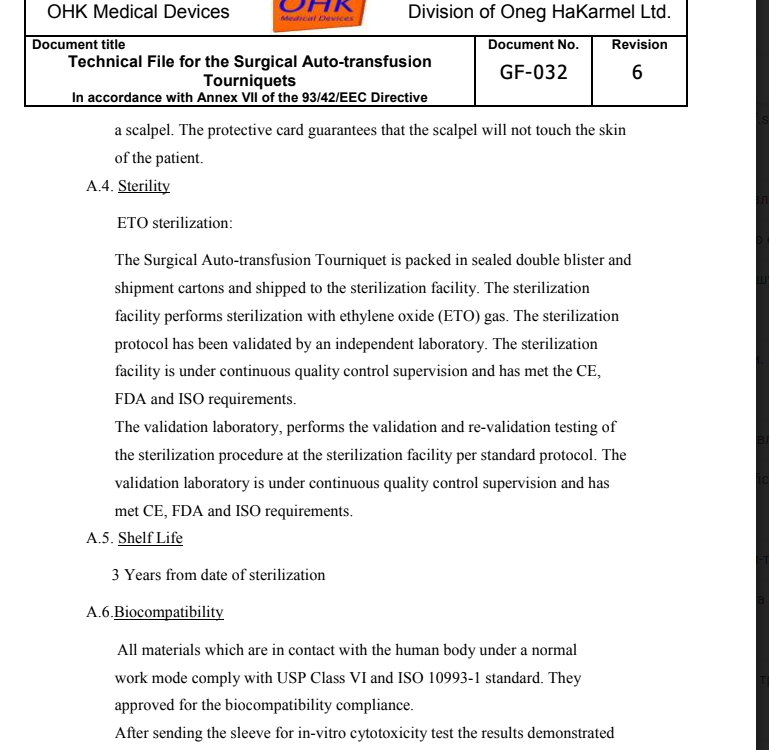 OHK Medical Devices
OHK
Medical Devices
Division of Oneg HaKarmel Ltd.
Document title
Technical File for the Surgical Auto-transfusion
Tourniquets
In accordance with Annex VII of the 93/42/EEC Directive
Document No.
GF-032
Revision
6
a scalpel. The protective card guarantees that the scalpel will not touch the skin
of the patient.
A.4. Sterility
ETO sterilization:
The Surgical Auto-transfusion Tourniquet is packed in sealed double blister and
shipment cartons and shipped to the sterilization facility. The sterilization
facility performs sterilization with ethylene oxide (ETO) gas. The sterilization
protocol has been validated by an independent laboratory. The sterilization
facility is under continuous quality control supervision and has met the CE,
FDA and ISO requirements.
The validation laboratory, performs the validation and re-validation testing of
the sterilization procedure at the sterilization facility per standard protocol. The
validation laboratory is under continuous quality control supervision and has
met CE, FDA and ISO requirements.
A.5. Shelf Life
3 Years from date of sterilization
A.6.Biocompatibility
All materials which are in contact with the human body under a normal
work mode comply with USP Class VI and ISO 10993-1 standard. They
approved for the biocompatibility compliance.
After sending the sleeve for in-vitro cytotoxicity test the results demonstrated